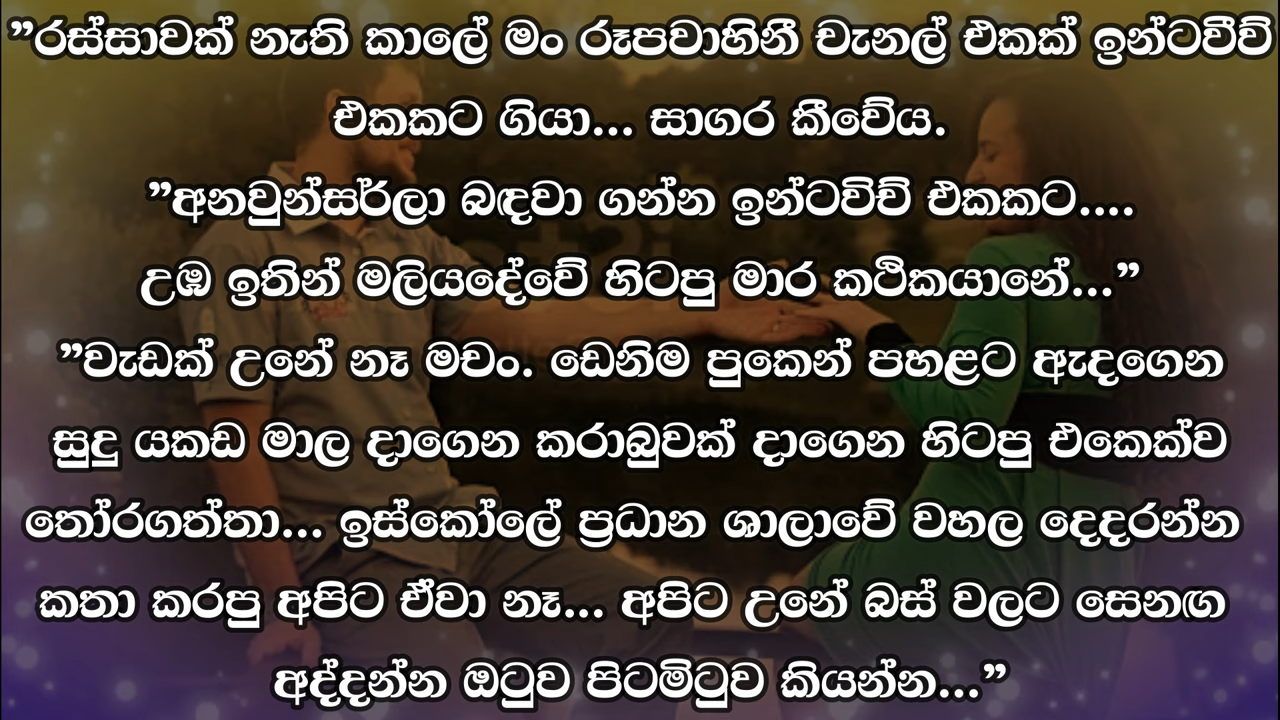 ”රස්සාවක් නැති කාලේ මං රූපවාහිනී චැනල් එකක් ඉන්ටවීව්
එකකට ගියා... සාගර කීවේය.
”අනවුන්සර්ලා බඳවා ගන්න ඉන්ටවිව් එකකට....
උඹ ඉතින් මලියදේවේ හිටපු මාර කථිකයානේ...”
”වැඩක් උනේ නෑ මචං. ඩෙනිම පුකෙන් පහළට ඇදගෙන
සුදු යකඩ මාල දාගෙන කරාබුවක් දාගෙන හිටපු එකෙක්ව
තෝරගත්තා... ඉස්කෝලේ ප්‍රධාන ශාලාවේ වහල දෙදරන්න
කතා කරපු අපිට ඒවා නෑ... අපිට උනේ බස් වලට සෙනඟ
අද්දන්න ඔටුව පිටමිටුව කියන්න...”